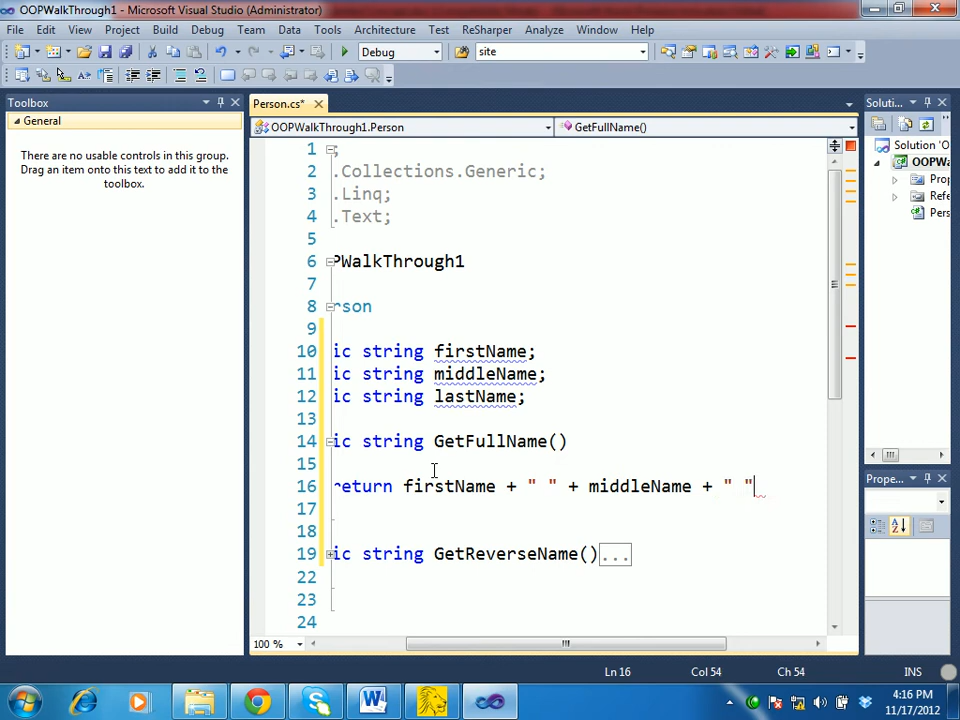 OOPWalkThrough1 - Microsoft Visual Studio (Administrator)
File Edit View Project Build Debug Team Data Tools Architecture Test ReSharper Analyze Window Help
Debug site
Toolbox
General
There are no usable controls in this group. 
Drag an item onto this text to add it to the 
toolbox.
Person.cs*
OOPWalkThrough1.Person GetFullName()
1 ;
2 .Collections.Generic;
3 .Linq;
4 .Text;
5
6 PWalkThrough1
7
8 rson
9
10 ic string firstName;
11 ic string middleName;
12 ic string lastName;
13
14 ic string GetFullName()
15
16 return firstName + " " + middleName + " "
17
18
19 ic string GetReverseName()...
22
23
24
100 %
Soluti...
Solution 'O
OOPWa
Prop
Refe
Pers
Prope...
Ln 16 Col 54 Ch 54 INS
4:16 PM
11/17/2012